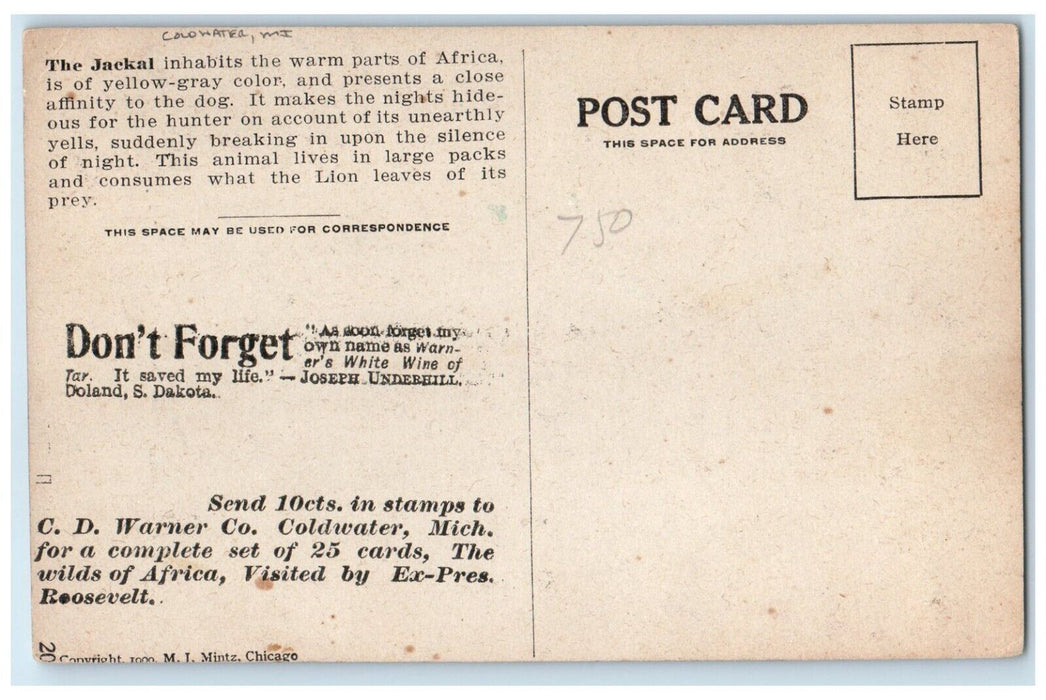 COLDWATER, MI
The Jackal inhabits the warm parts of Africa,
is of yellow-gray color, and presents a close
affinity to the dog. It makes the nights hide-
ous for the hunter on account of its unearthly
yells, suddenly breaking in upon the silence
of night. This animal lives in large packs
and consumes what the Lion leaves of its
prey.
THIS SPACE MAY BE USED FOR CORRESPONDENCE
Don't Forget "As soon forget my
own name as Warn-
er's White Wine of
Tar. It saved my life." — JOSEPH UNDERHILL,
Doland, S. Dakota.
Send 10cts. in stamps to
C. D. Warner Co. Coldwater, Mich.
for a complete set of 25 cards, The
wilds of Africa, Visited by Ex-Pres.
Roosevelt.
20
Copyright, 1909, M. J. Mintz, Chicago
POST CARD
THIS SPACE FOR ADDRESS
Stamp
Here
750